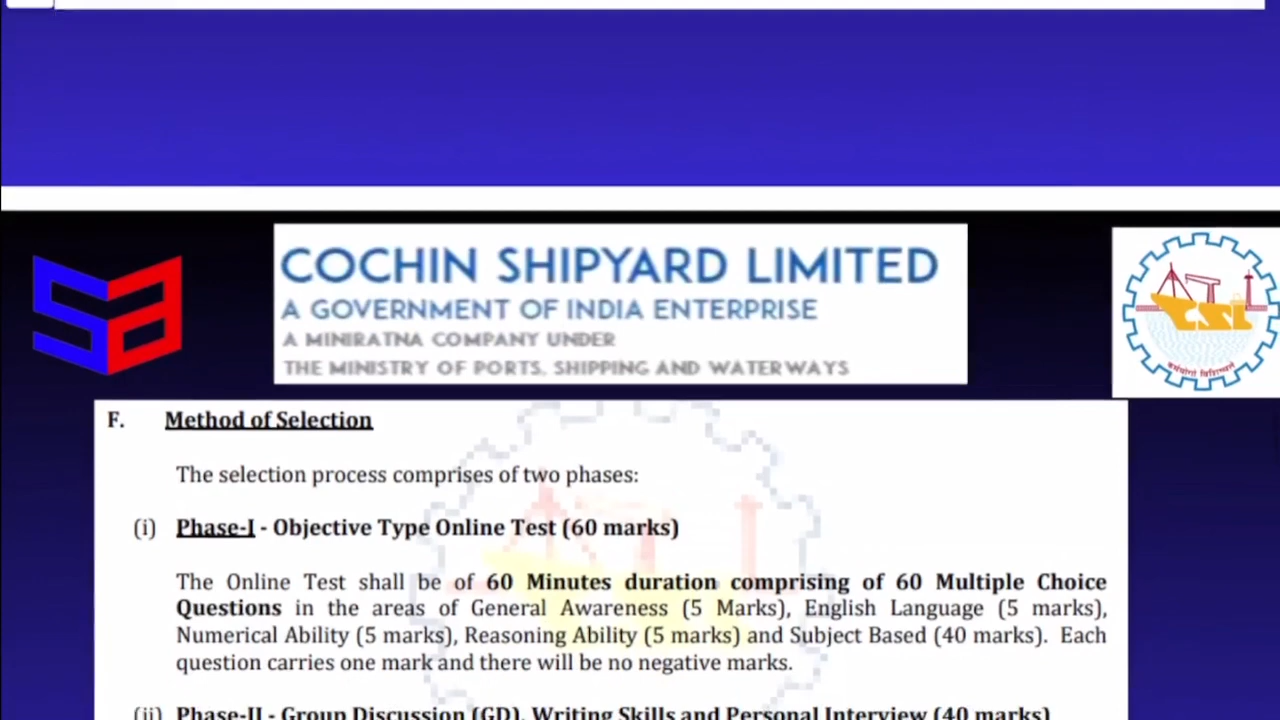 COCHIN SHIPYARD LIMITED
A GOVERNMENT OF INDIA ENTERPRISE
A MINIRATNA COMPANY UNDER
THE MINISTRY OF PORTS, SHIPPING AND WATERWAYS
CSL
F. Method of Selection
The selection process comprises of two phases:
(i) Phase-I - Objective Type Online Test (60 marks)
The Online Test shall be of 60 Minutes duration comprising of 60 Multiple Choice
Questions in the areas of General Awareness (5 Marks), English Language (5 marks),
Numerical Ability (5 marks), Reasoning Ability (5 marks) and Subject Based (40 marks). Each
question carries one mark and there will be no negative marks.
(ii) Phase-II - Group Discussion (GD), Writing Skills and Personal Interview (40 marks)